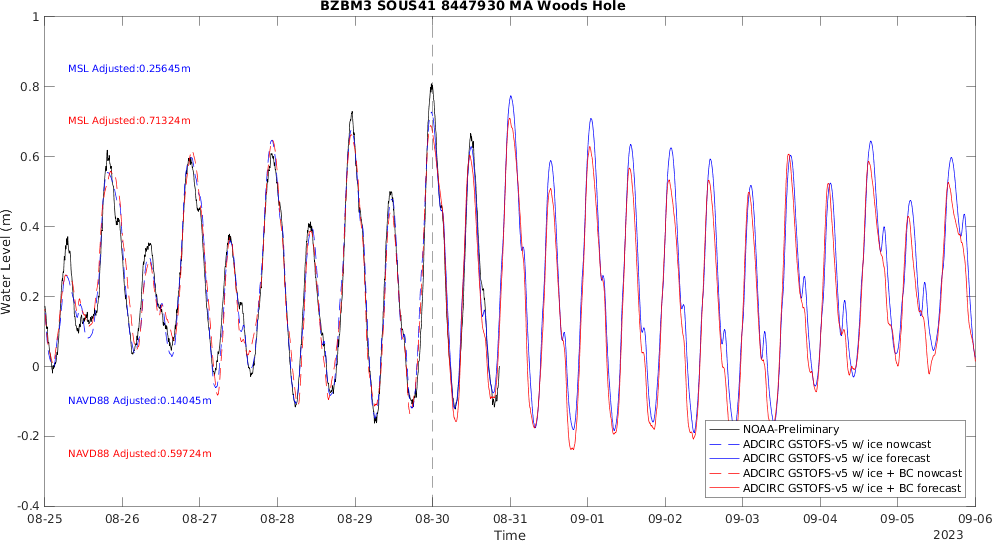 BZBM3 SOUS41 8447930 MA Woods Hole
1
0.8
0.6
0.4
0.2
0
-0.2
-0.4
Water Level (m)
MSL Adjusted:0.25645m
MSL Adjusted:0.71324m
NAVD88 Adjusted:0.14045m
NAVD88 Adjusted:0.59724m
NOAA-Preliminary
ADCIRC GSTOFS-v5 w/ ice nowcast
ADCIRC GSTOFS-v5 w/ ice forecast
ADCIRC GSTOFS-v5 w/ ice + BC nowcast
ADCIRC GSTOFS-v5 w/ ice + BC forecast
08-25 08-26 08-27 08-28 08-29 08-30 08-31 09-01 09-02 09-03 09-04 09-05 09-06
Time
2023